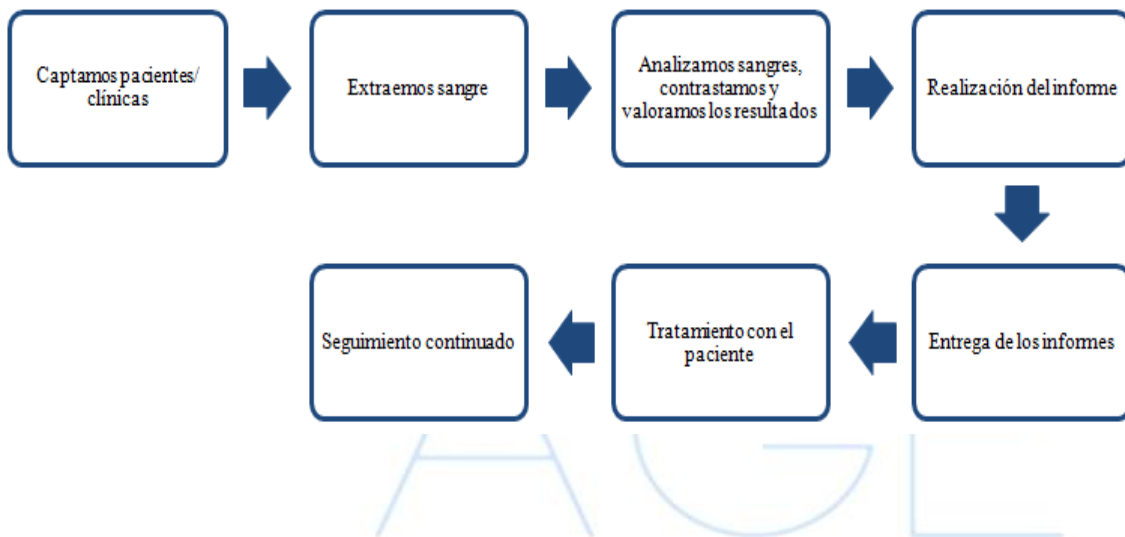 Captamos pacientes/
clínicas
Extraemos sangre
Analizamos sangres,
contrastamos y
valoramos los resultados
Realización del informe
Entrega de los informes
Tratamiento con el
paciente
Seguimiento continuado
AGE